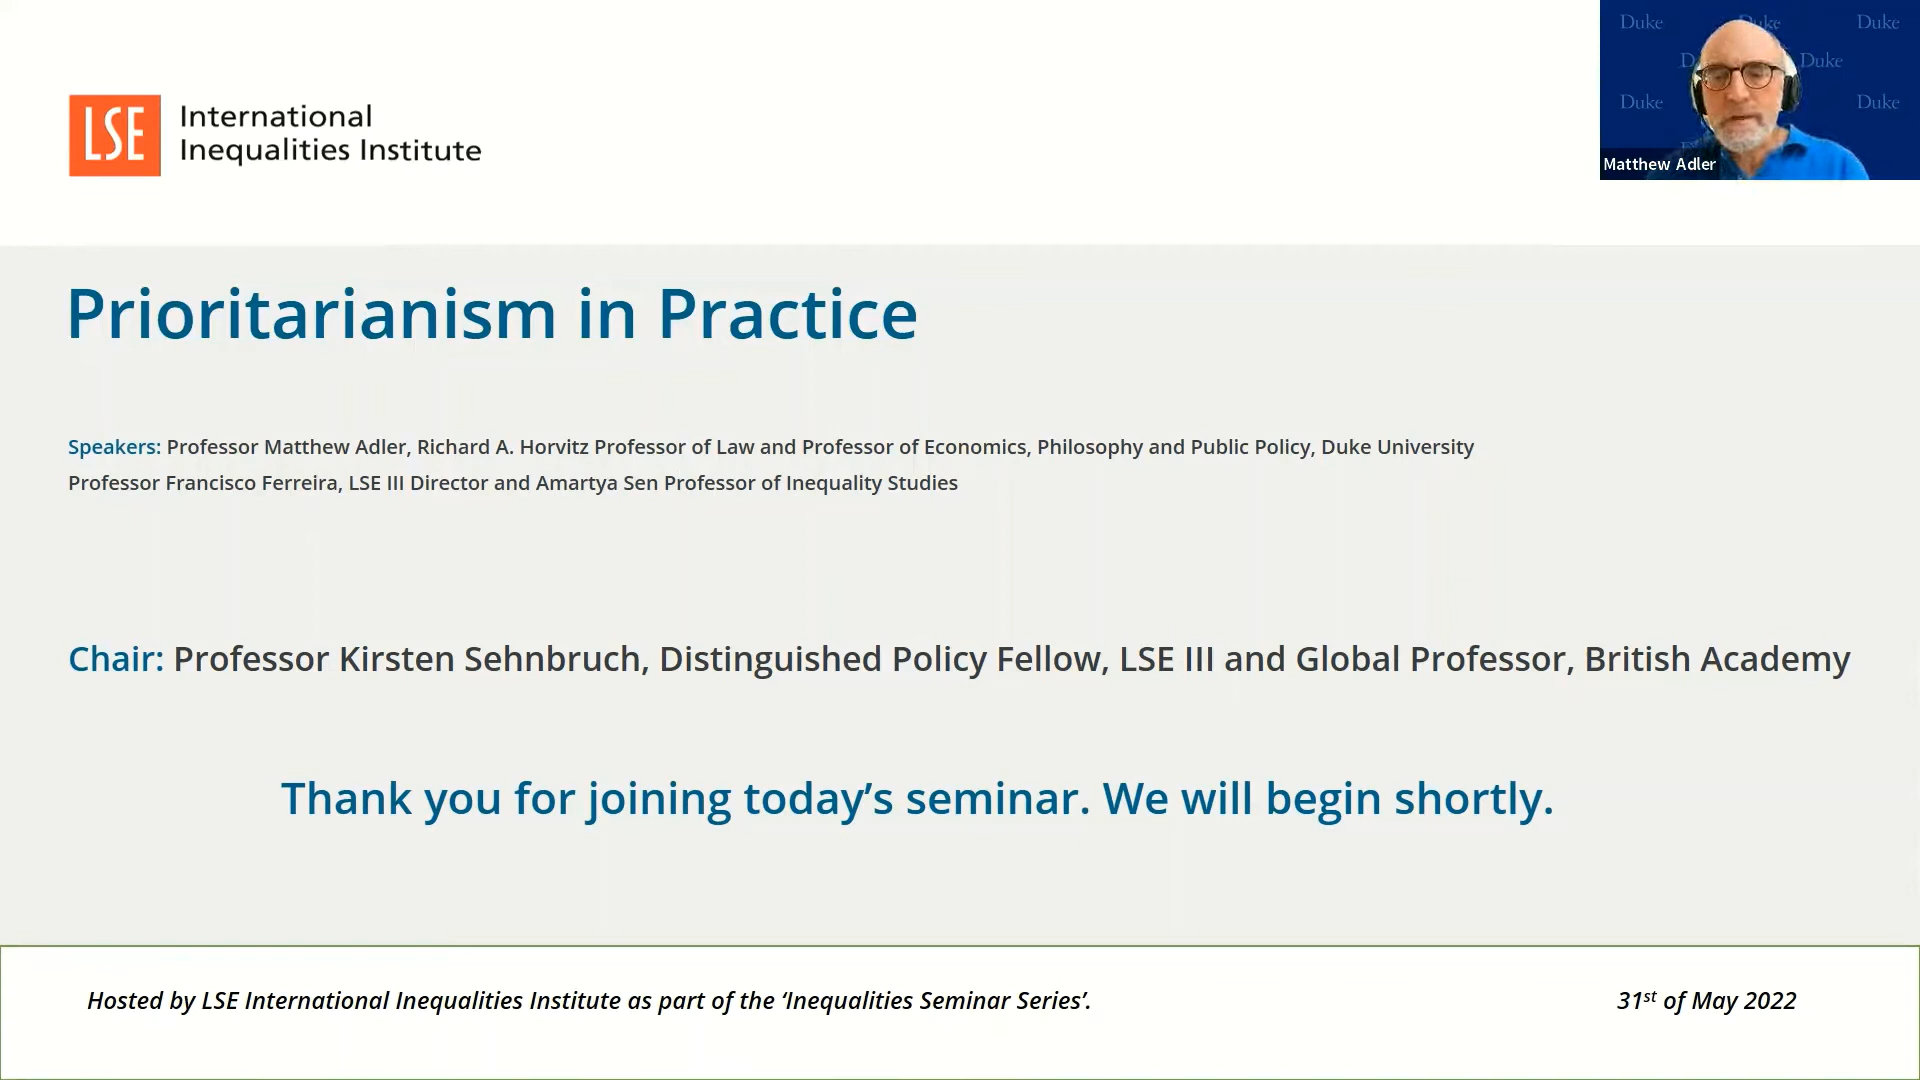 LSE
International
Inequalities Institute
Duke Duke Duke
D Duke
Duke Duke
Matthew Adler
Prioritarianism in Practice
Speakers: Professor Matthew Adler, Richard A. Horvitz Professor of Law and Professor of Economics, Philosophy and Public Policy, Duke University
Professor Francisco Ferreira, LSE III Director and Amartya Sen Professor of Inequality Studies
Chair: Professor Kirsten Sehnbruch, Distinguished Policy Fellow, LSE III and Global Professor, British Academy
Thank you for joining today’s seminar. We will begin shortly.
Hosted by LSE International Inequalities Institute as part of the ‘Inequalities Seminar Series’.
31st of May 2022